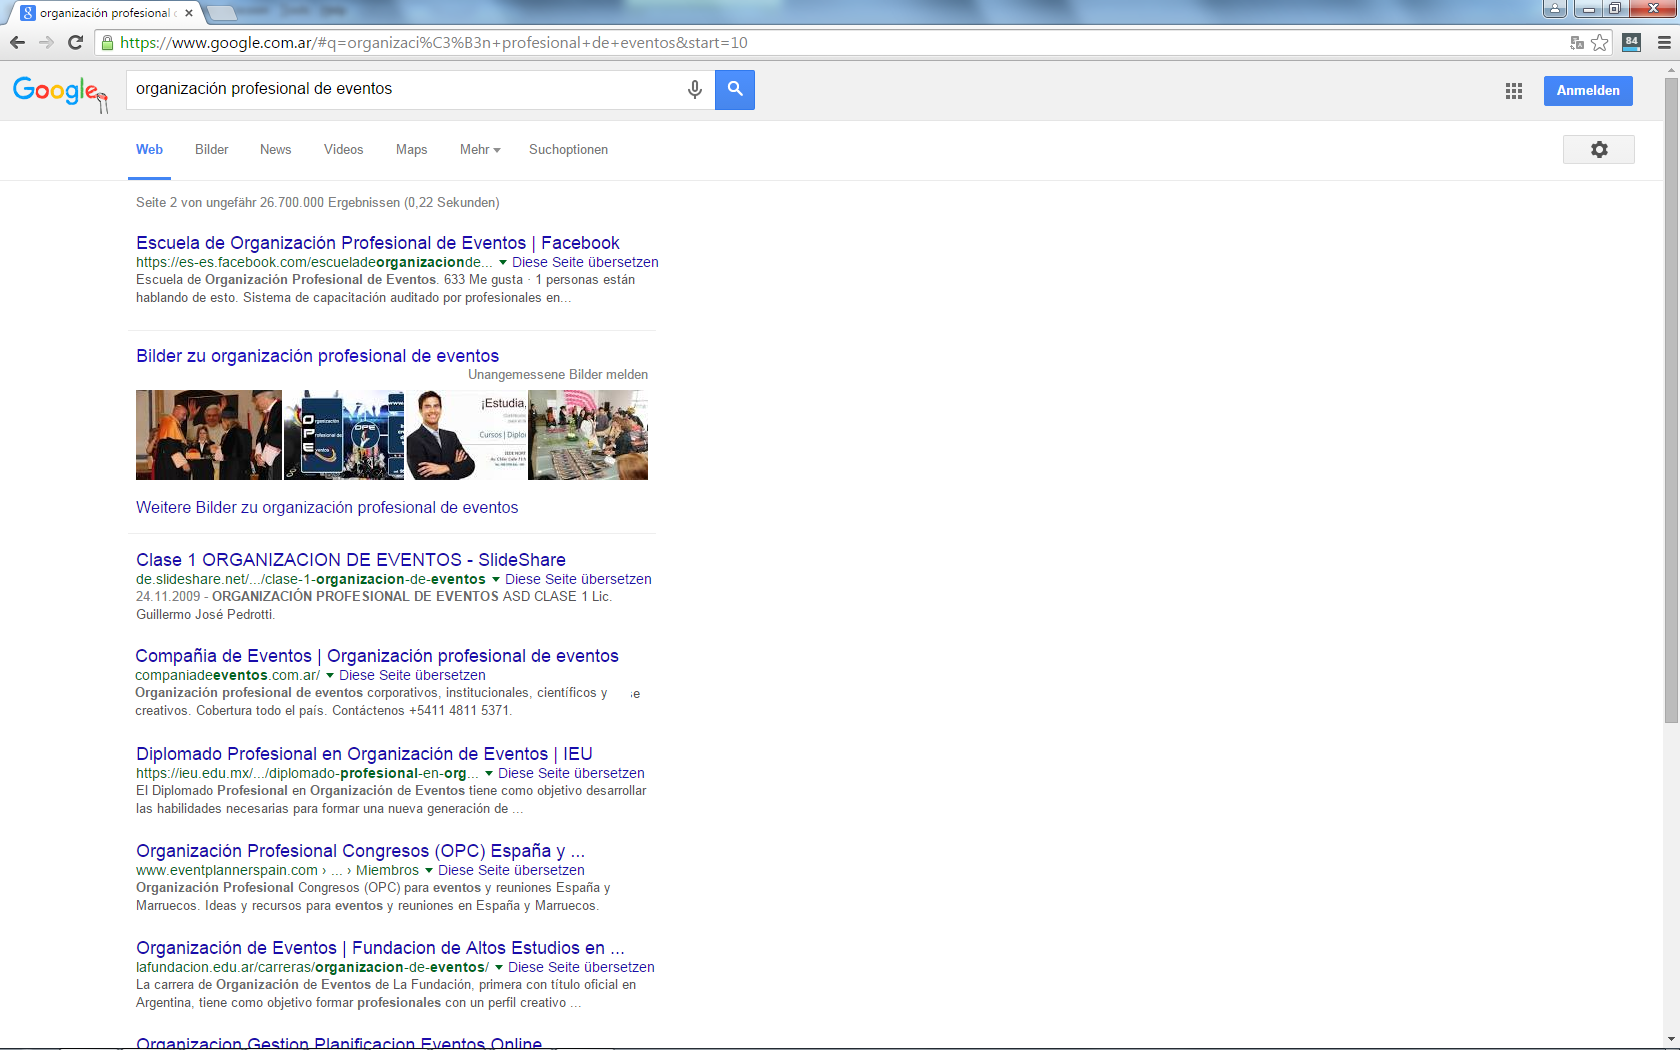 organización profesional d
https://www.google.com.ar/#q=organizaci%C3%B3n+profesional+de+eventos&start=10
84
Google
organización profesional de eventos
Anmelden
Web Bilder News Videos Maps Mehr Suchoptionen
Seite 2 von ungefähr 26.700.000 Ergebnissen (0,22 Sekunden)
Escuela de Organización Profesional de Eventos | Facebook
https://es-es.facebook.com/escueladeorganizacionde... Diese Seite übersetzen
Escuela de Organización Profesional de Eventos. 633 Me gusta · 1 personas están
hablando de esto. Sistema de capacitación auditado por profesionales en...
Bilder zu organización profesional de eventos
Unangemessene Bilder melden
OPE
¡Estudia,
Cursos | Diplo
Weitere Bilder zu organización profesional de eventos
Clase 1 ORGANIZACION DE EVENTOS - SlideShare
de.slideshare.net/.../clase-1-organizacion-de-eventos Diese Seite übersetzen
24.11.2009 - ORGANIZACIÓN PROFESIONAL DE EVENTOS ASD CLASE 1 Lic.
Guillermo José Pedrotti.
Compañia de Eventos | Organización profesional de eventos
companiadeeventos.com.ar/ Diese Seite übersetzen
Organización profesional de eventos corporativos, institucionales, científicos y e
creativos. Cobertura todo el país. Contáctenos +5411 4811 5371.
Diplomado Profesional en Organización de Eventos | IEU
https://ieu.edu.mx/.../diplomado-profesional-en-org... Diese Seite übersetzen
El Diplomado Profesional en Organización de Eventos tiene como objetivo desarrollar
las habilidades necesarias para formar una nueva generación de ...
Organización Profesional Congresos (OPC) España y ...
www.eventplannerspain.com › ... › Miembros Diese Seite übersetzen
Organización Profesional Congresos (OPC) para eventos y reuniones España y
Marruecos. Ideas y recursos para eventos y reuniones en España y Marruecos.
Organización de Eventos | Fundacion de Altos Estudios en ...
lafundacion.edu.ar/carreras/organizacion-de-eventos/ Diese Seite übersetzen
La carrera de Organización de Eventos de La Fundación, primera con título oficial en
Argentina, tiene como objetivo formar profesionales con un perfil creativo ...
Organizacion Gestion Planificacion Eventos Online